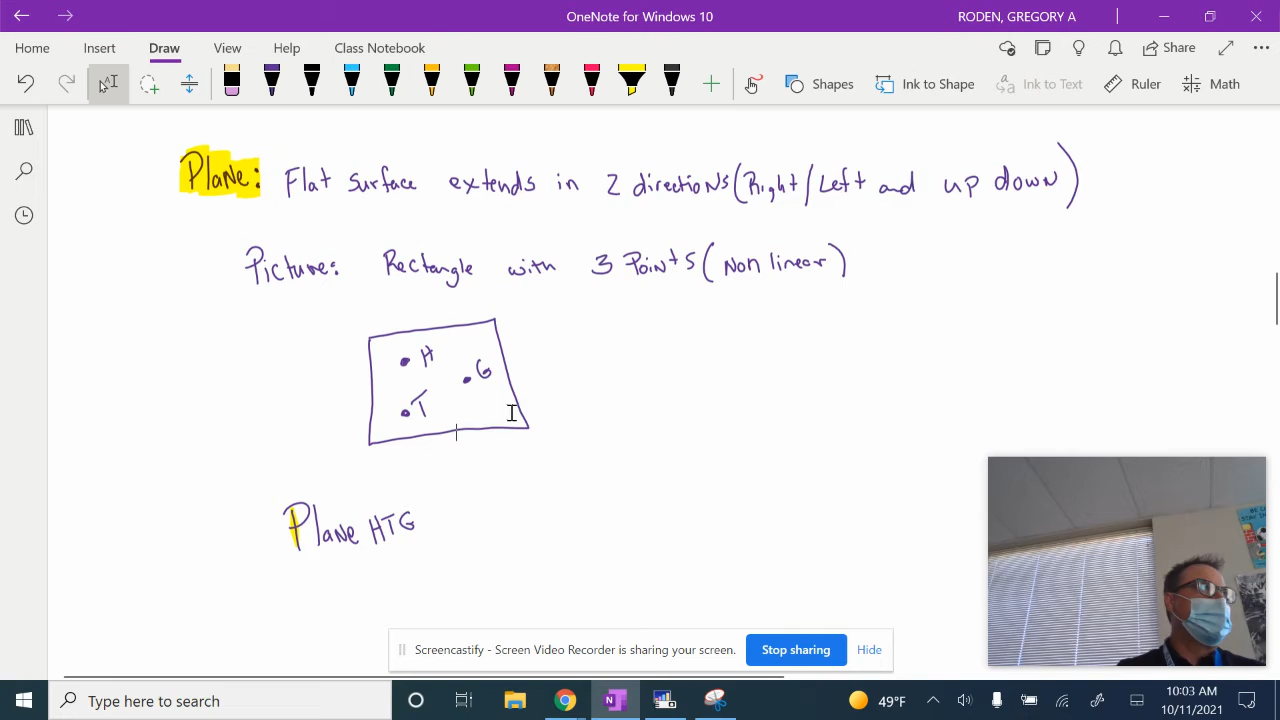 OneNote for Windows 10
RODEN, GREGORY A
Home Insert Draw View Help Class Notebook Share
Shapes Ink to Shape Ink to Text Ruler Math
Plane: Flat surface extends in 2 directions (Right/Left and up down)
Picture: Rectangle with 3 Points (Non linear)
H
G
T
Plane HTG
Screencastify - Screen Video Recorder is sharing your screen. Stop sharing Hide
Type here to search
49°F
10:03 AM
10/11/2021